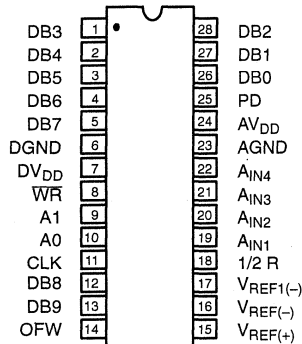 DB3 1 28 DB2
DB4 2 27 DB1
DB5 3 26 DB0
DB6 4 25 PD
DB7 5 24 AVDD
DGND 6 23 AGND
DVDD 7 22 AIN4
W̅R̅ 8 21 AIN3
A1 9 20 AIN2
A0 10 19 AIN1
CLK 11 18 1/2 R
DB8 12 17 VREF1(–)
DB9 13 16 VREF(–)
OFW 14 15 VREF(+)